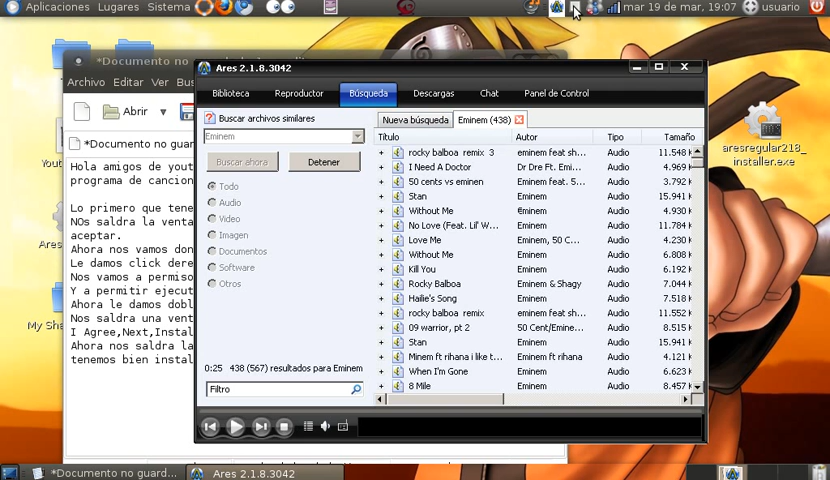 Aplicaciones Lugares Sistema
mar 19 de mar, 19:07 usuario
*Documento no
Archivo Editar Ver Bus
Abrir
*Documento no guar
Hola amigos de yout
programa de cancion
Lo primero que tene
NOs saldra la venta
aceptar.
Ahora nos vamos don
Le damos click dere
Nos vamos a permiso
Y a permitir ejecut
Ahora le damos dobl
Nos saldra una vent
I Agree,Next,Instal
Ahora nos saldra la
tenemos bien instal
Yout
Ares
My Sha
aresregular218_
installer.exe
Ares 2.1.8.3042
Biblioteca Reproductor Búsqueda Descargas Chat Panel de Control
Buscar archivos similares
Eminem
Buscar ahora Detener
Todo
Audio
Video
Imagen
Documentos
Software
Otros
0:25 438 (567) resultados para Eminem
Filtro
Nueva búsqueda Eminem (438)
Título Autor Tipo Tamaño
rocky balboa remix 3 eminem feat sh... Audio 11.548 K
I Need A Doctor Dr Dre Ft. Emi... Audio 4.969 K
50 cents vs eminen eminem feat. 5... Audio 3.792 K
Stan Eminem Audio 15.941 K
Without Me €minem Audio 4.930 K
No Love (Feat. Lil' W... Eminem Audio 11.784 K
Love Me Eminem, 50 C... Audio 4.230 K
Without Me Eminem Audio 6.808 K
Kill You Eminem Audio 6.192 K
Rocky Balboa Eminem & Shagy Audio 7.044 K
Hailie's Song Eminem Audio 7.518 K
rocky balboa remix eminem feat sh... Audio 11.552 K
09 warrior, pt 2 50 Cent/Emine... Audio 8.515 K
Stan Eminem Audio 15.941 K
Minem ft rihana i like t... Eminem ft rihana Audio 4.121 K
When I'm Gone Eminem Audio 6.623 K
8 Mile Eminem Audio 8.457 K
*Documento no guard...
Ares 2.1.8.3042